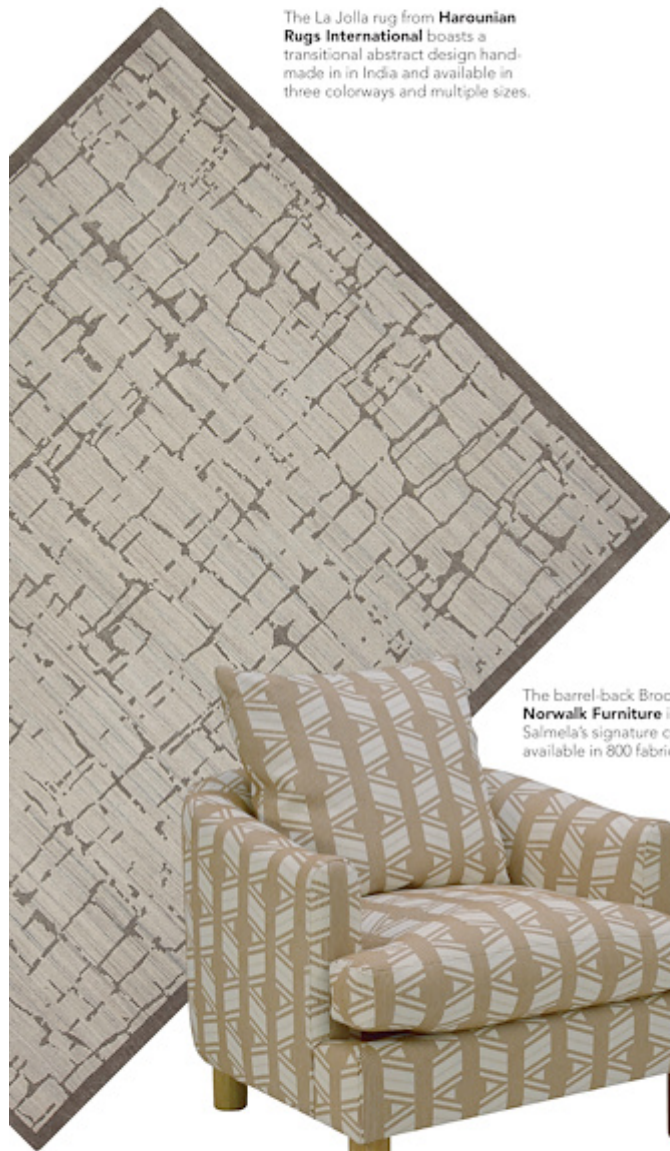 The La Jolla rug from Harounian
Rugs International boasts a
transitional abstract design hand-
made in in India and available in
three colorways and multiple sizes.
The barrel-back Broo
Norwalk Furniture i
Salmela's signature c
available in 800 fabri